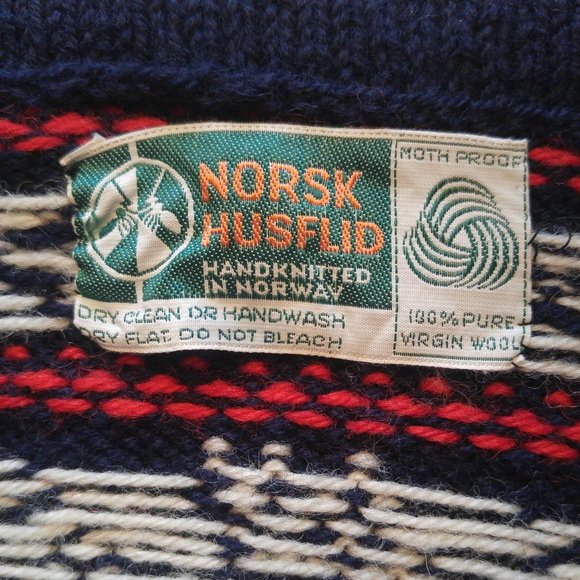 NORSK
HUSFLID
HANDKNITTED
IN NORWAY
DRY CLEAN OR HANDWASH
DRY FLAT. DO NOT BLEACH
MOTH PROOF
100% PURE
VIRGIN WOOL